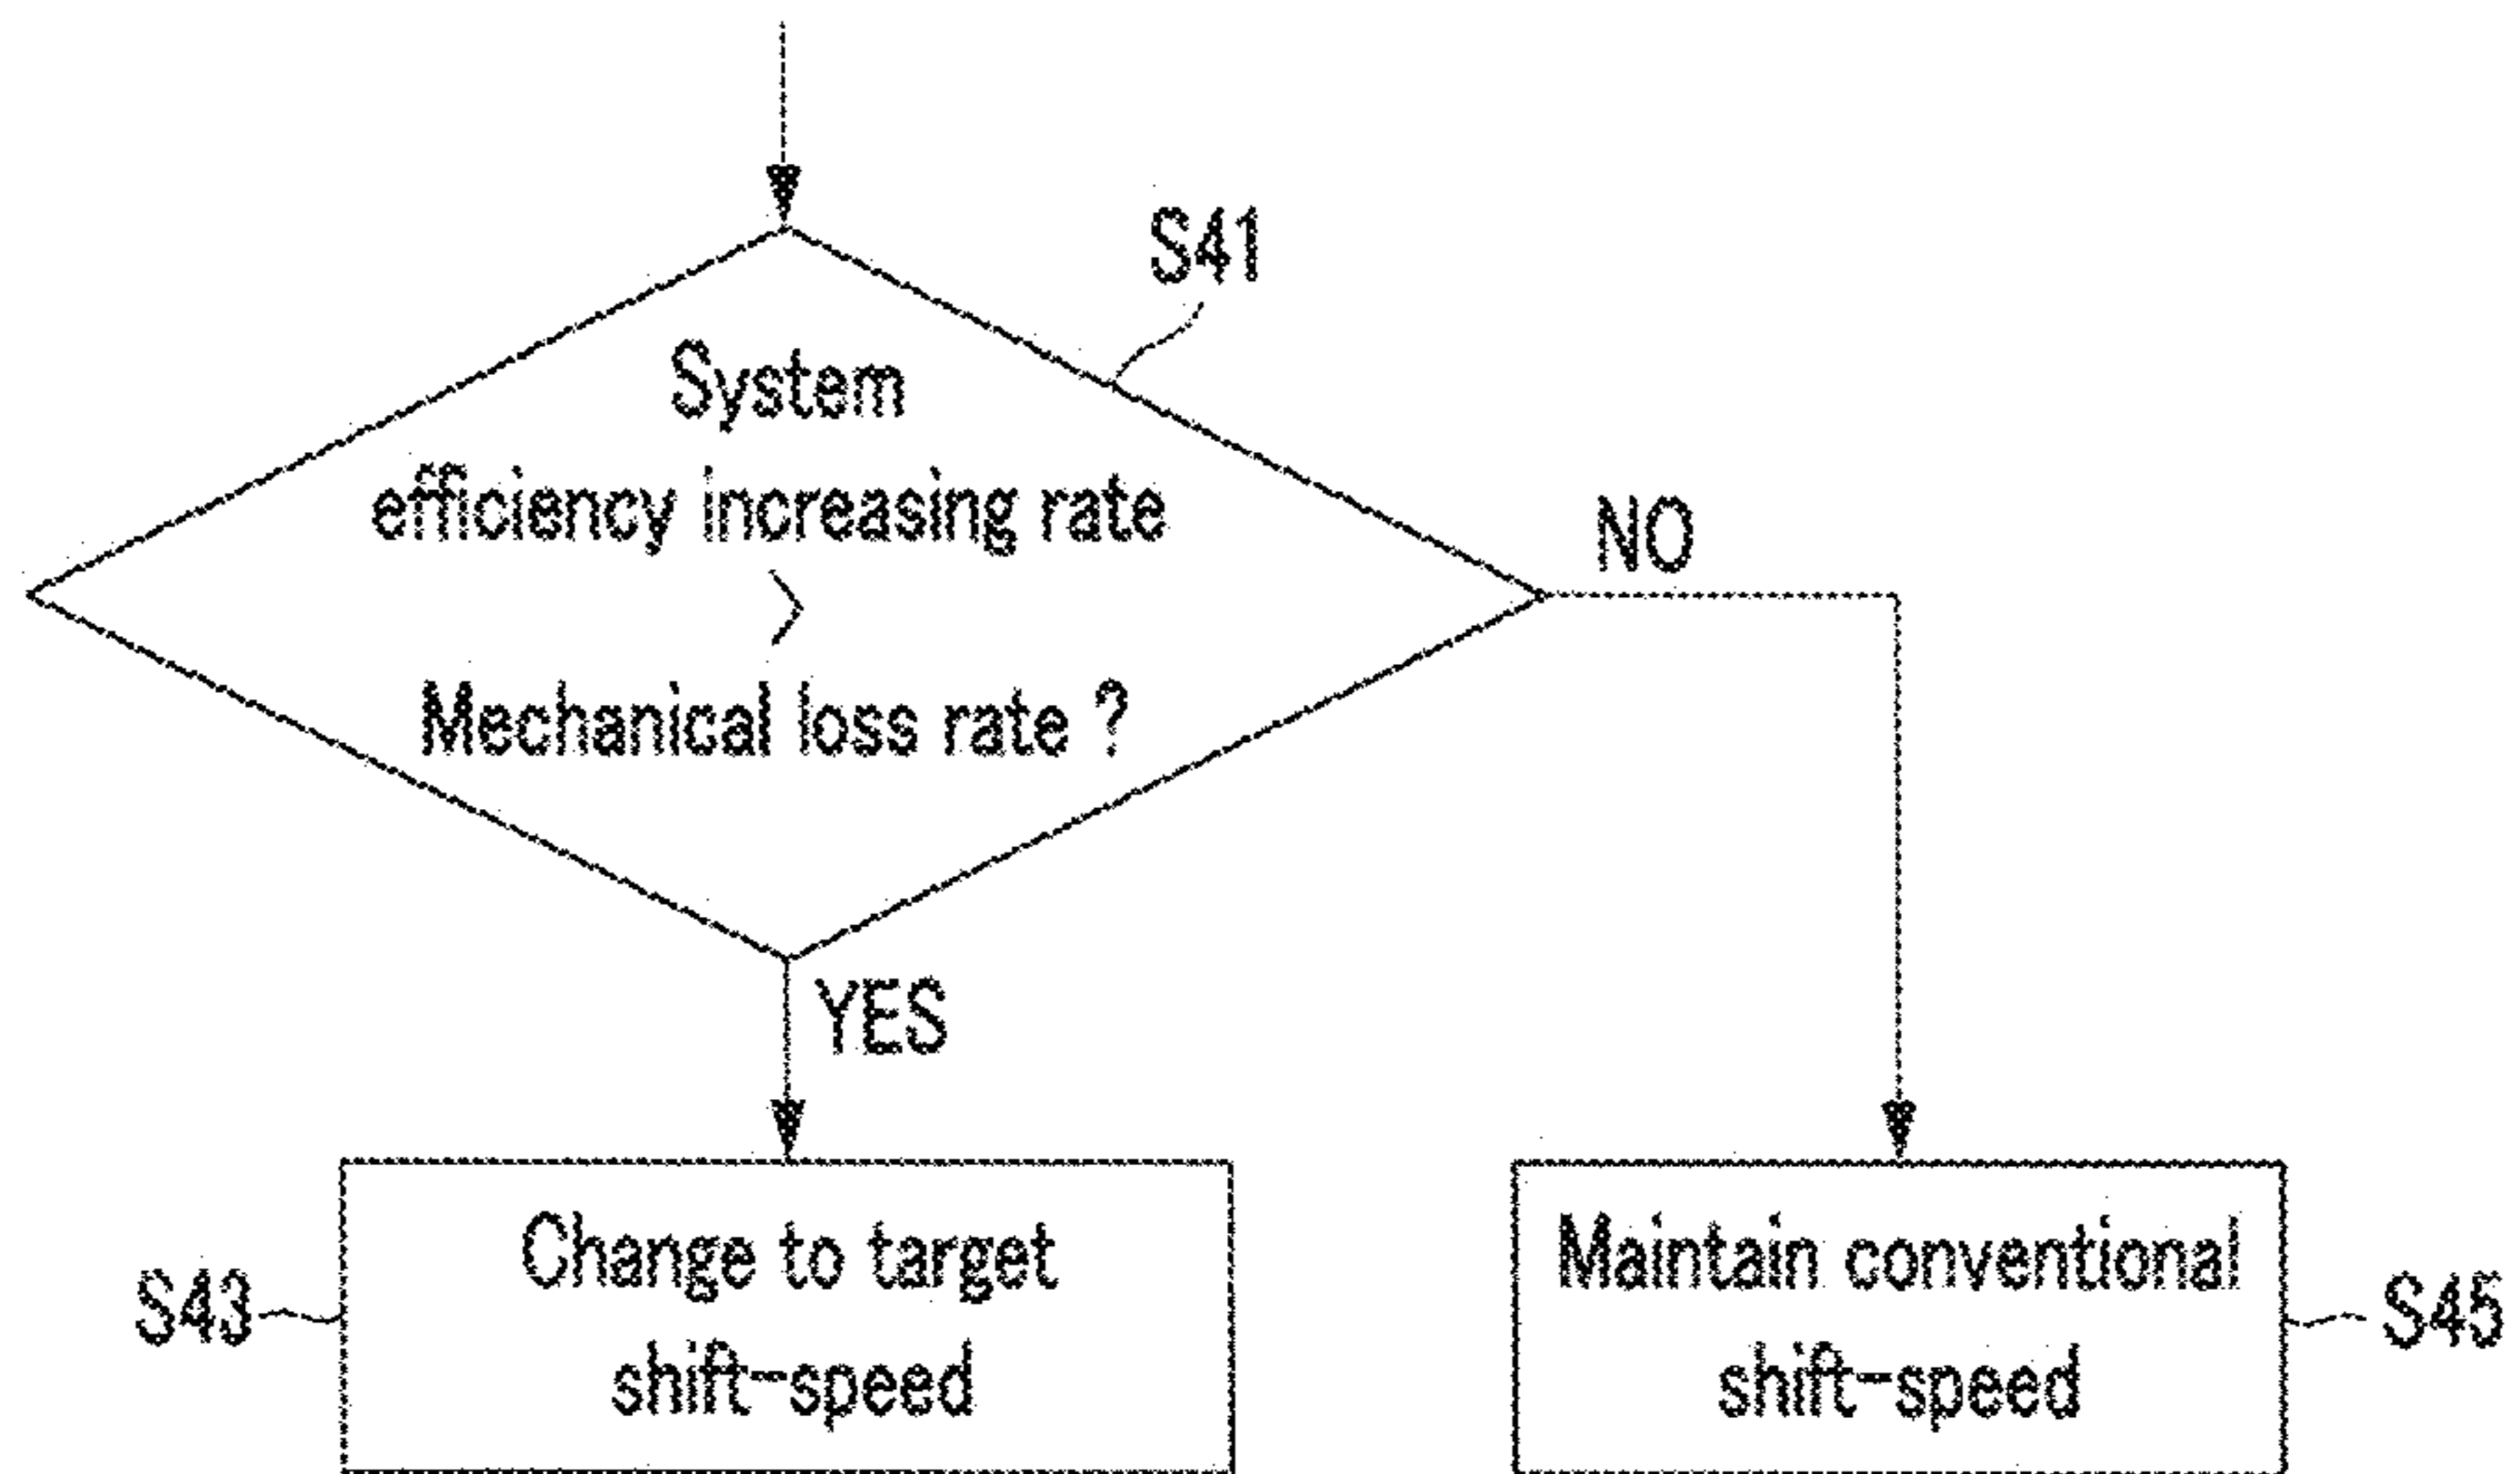 S41
System
efficiency increasing rate
>
Mechanical loss rate ?
NO
YES
Change to target
shift-speed
S43
Maintain conventional
shift-speed
S45